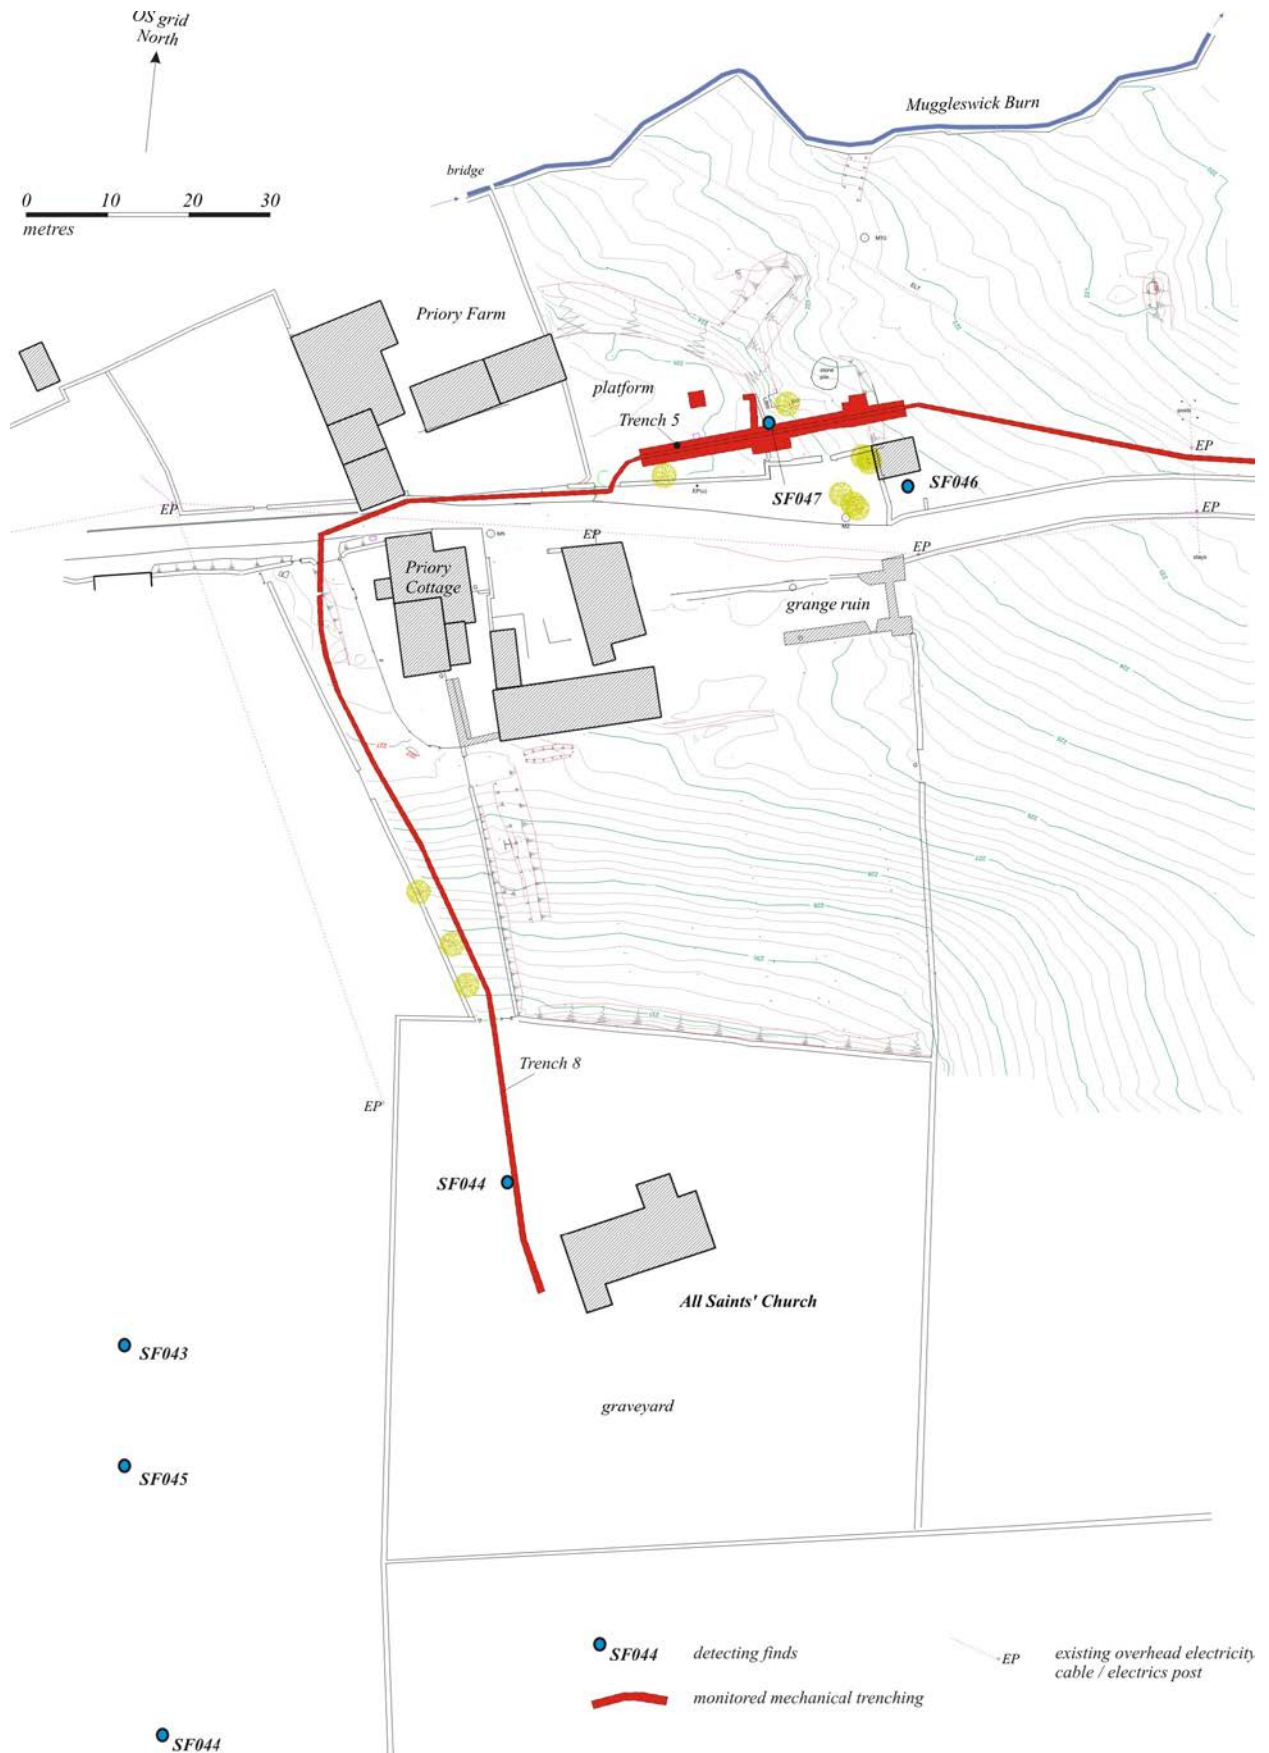 OS grid
North
Muggleswick Burn
bridge
0 10 20 30
metres
Priory Farm
platform
Trench 5
EP
SF046
SF047
EP
EP
EP
EP
Priory
Cottage
grange ruin
Trench 8
EP
SF044
All Saints' Church
SF043
graveyard
SF045
SF044 detecting finds
EP existing overhead electricity
cable / electrics post
monitored mechanical trenching
SF044